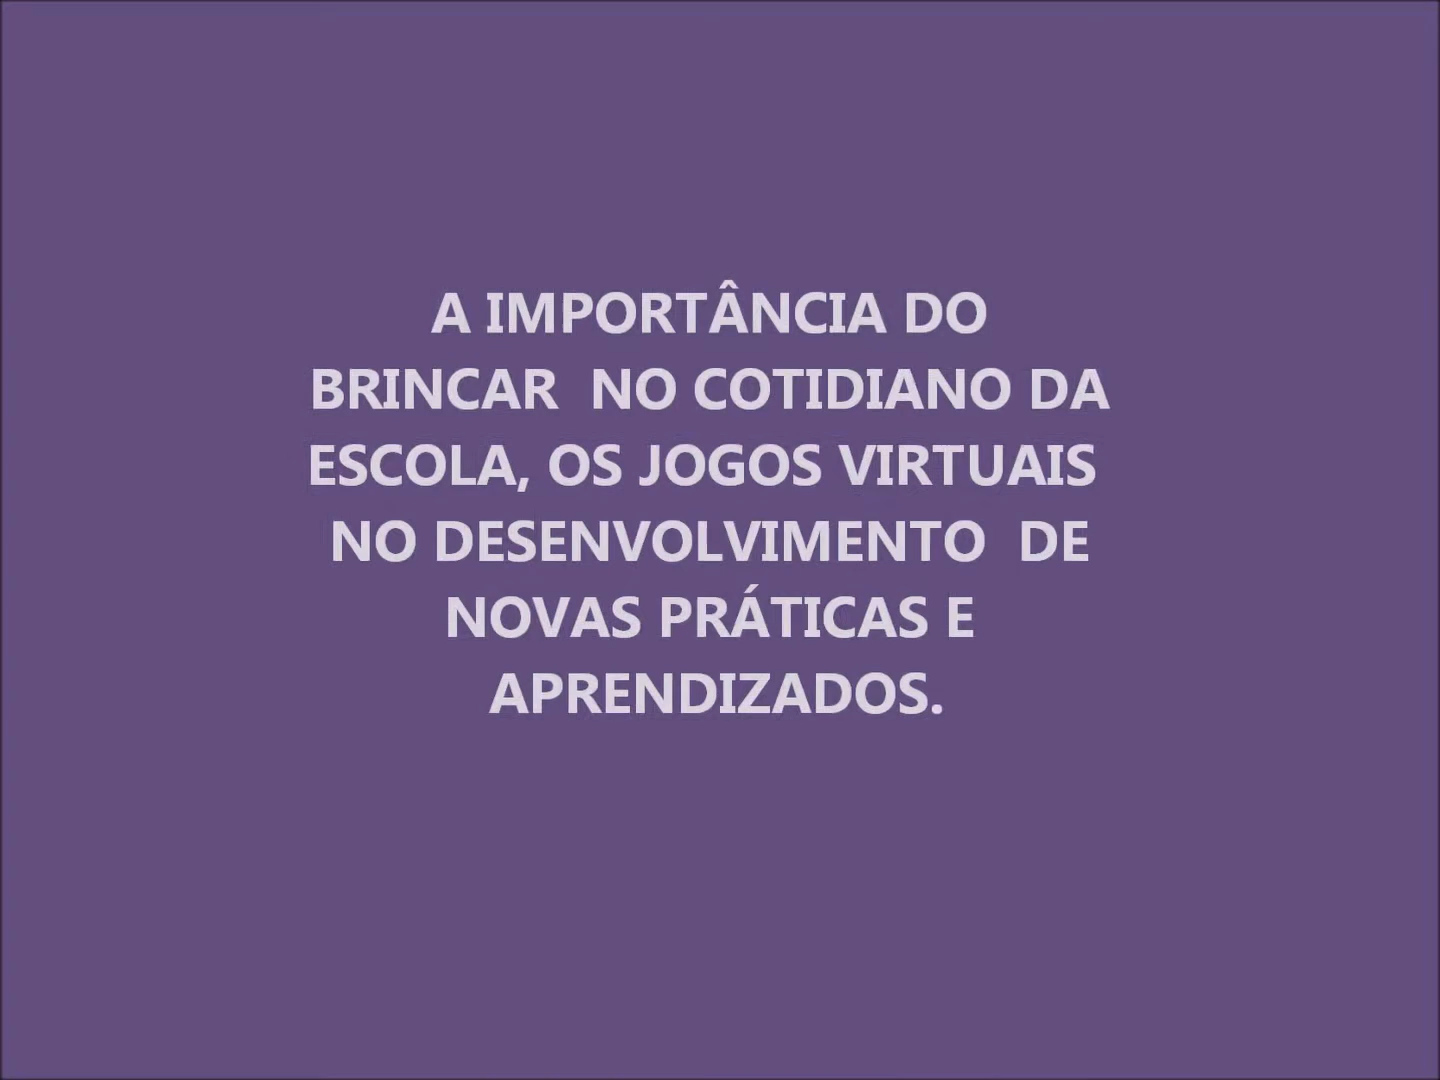 A IMPORTÂNCIA DO
BRINCAR  NO COTIDIANO DA
ESCOLA, OS JOGOS VIRTUAIS
NO DESENVOLVIMENTO  DE
NOVAS PRÁTICAS E
APRENDIZADOS.